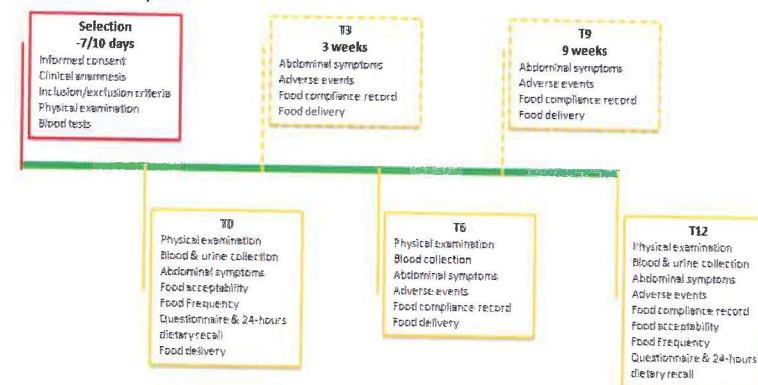 Selection
-7/10 days
Informed consent
Clinical anamnesis
Inclusion/exclusion criteria
Physical examination
Blood tests
T3
3 weeks
Abdominal symptoms
Adverse events
Food compliance record
Food delivery
T9
9 weeks
Abdominal symptoms
Adverse events
Food compliance record
Food delivery
T0
Physical examination
Blood & urine collection
Abdominal symptoms
Food acceptability
Food Frequency
Questionnaire & 24-hours
dietary recall
Food delivery
T6
Physical examination
Blood collection
Abdominal symptoms
Adverse events
Food compliance record
Food delivery
T12
Physical examination
Blood & urine collection
Abdominal symptoms
Adverse events
Food compliance record
Food acceptability
Food Frequency
Questionnaire & 24-hours
dietary recall